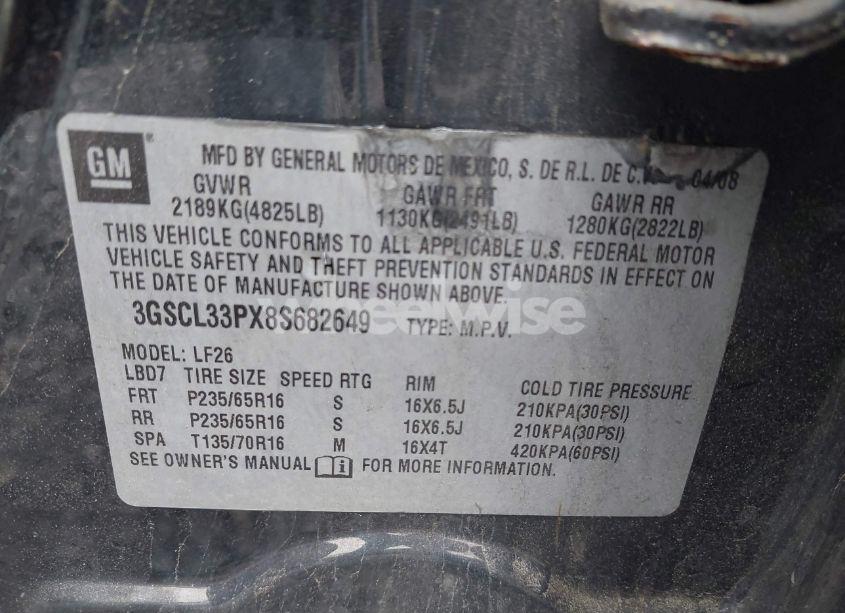 GM
MFD BY GENERAL MOTORS DE MEXICO, S. DE R.L. DE C.V. 04/08
GVWR GAWR FRT GAWR RR
2189KG(4825LB) 1130KG(2491LB) 1280KG(2822LB)
THIS VEHICLE CONFORMS TO ALL APPLICABLE U.S. FEDERAL MOTOR
VEHICLE SAFETY AND THEFT PREVENTION STANDARDS IN EFFECT ON
THE DATE OF MANUFACTURE SHOWN ABOVE.
3GSCL33PX8S682649 TYPE: M.P.V.
MODEL: LF26
LBD7 TIRE SIZE SPEED RTG RIM COLD TIRE PRESSURE
FRT P235/65R16 S 16X6.5J 210KPA(30PSI)
RR P235/65R16 S 16X6.5J 210KPA(30PSI)
SPA T135/70R16 M 16X4T 420KPA(60PSI)
SEE OWNER'S MANUAL FOR MORE INFORMATION.